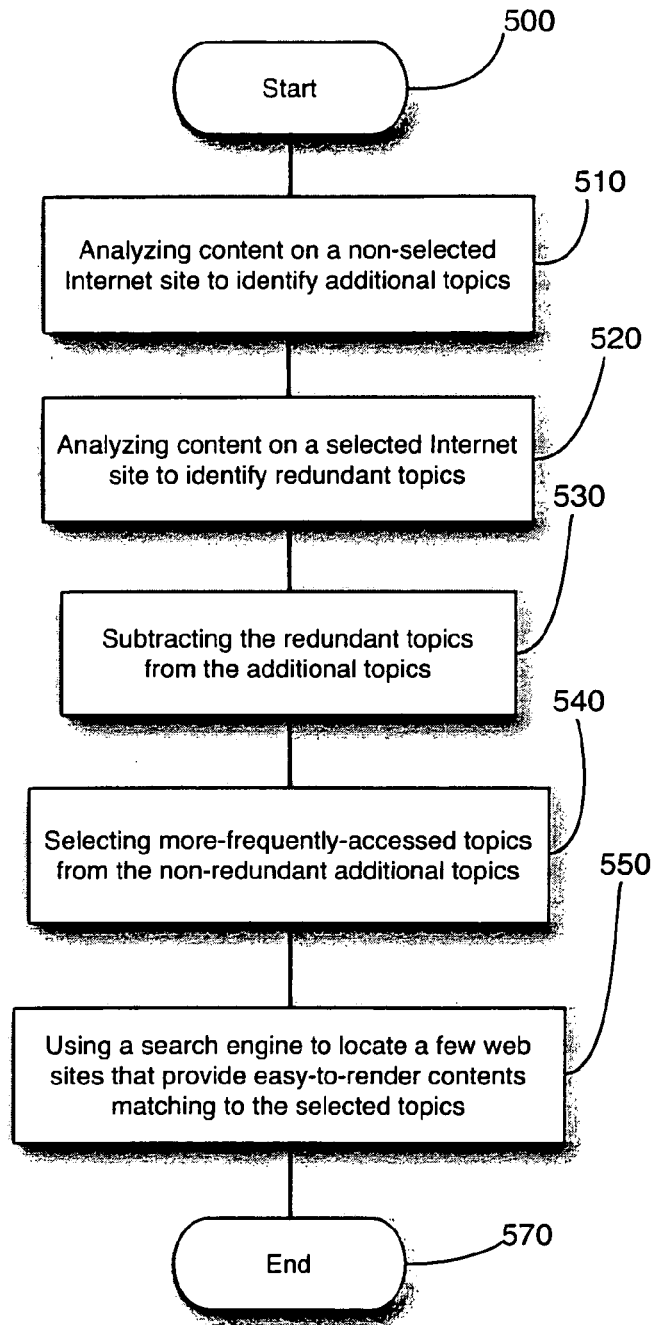 500
Start
510
Analyzing content on a non-selected
Internet site to identify additional topics
520
Analyzing content on a selected Internet
site to identify redundant topics
530
Subtracting the redundant topics
from the additional topics
540
Selecting more-frequently-accessed topics
from the non-redundant additional topics
550
Using a search engine to locate a few web
sites that provide easy-to-render contents
matching to the selected topics
570
End